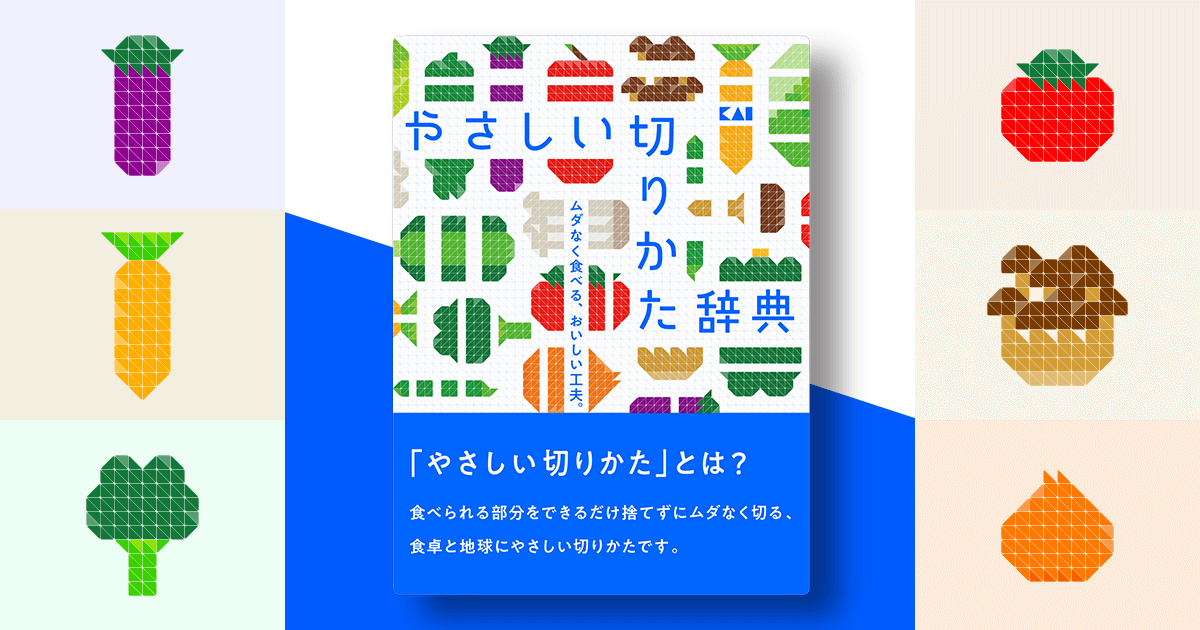 KAI
やさしい切りかた辞典
ムダなく食べる、おいしい工夫。
「やさしい切りかた」とは？
食べられる部分をできるだけ捨てずにムダなく切る、
食卓と地球にやさしい切りかたです。